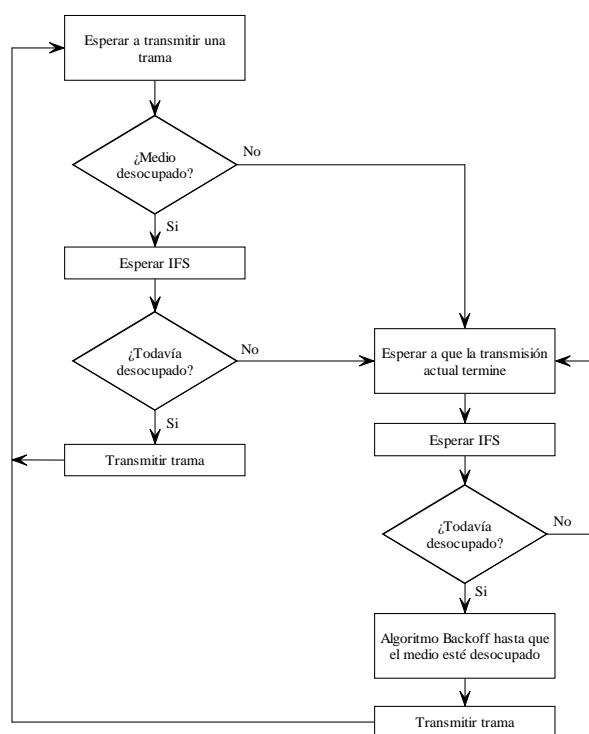 Esperar a transmitir una
trama
¿Medio
desocupado?
No
Si
Esperar IFS
¿Todavía
desocupado?
No
Si
Transmitir trama
Esperar a que la transmisión
actual termine
Esperar IFS
¿Todavía
desocupado?
No
Si
Algoritmo Backoff hasta que
el medio esté desocupado
Transmitir trama